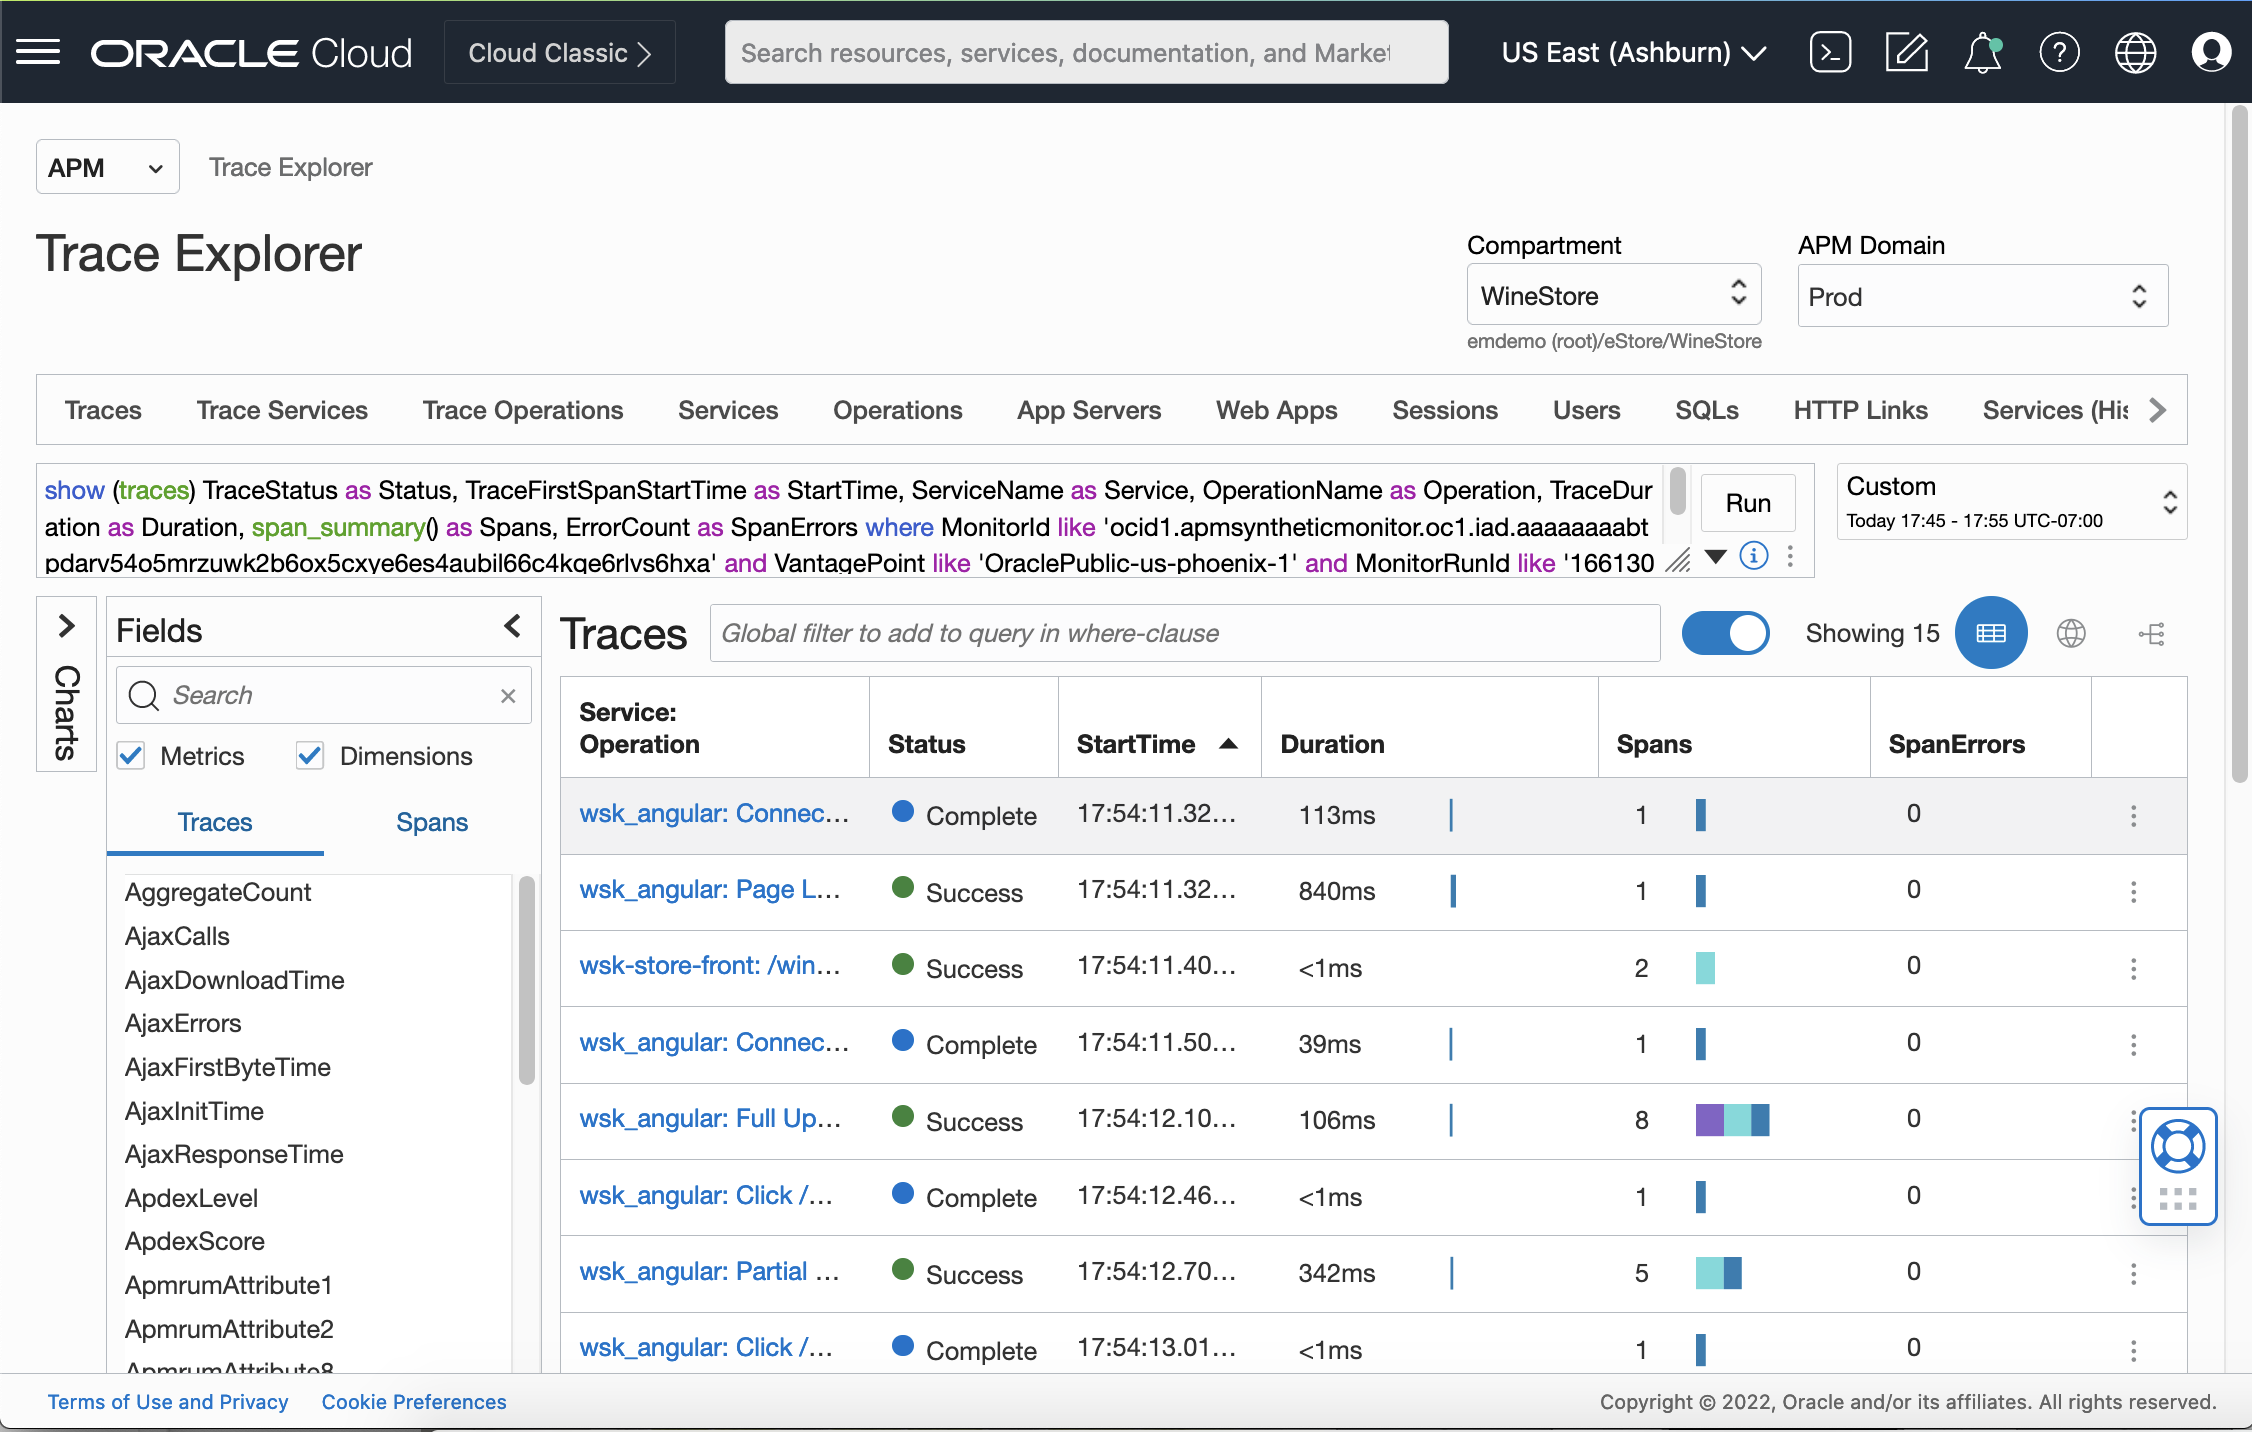 ORACLE Cloud
Cloud Classic
Search resources, services, documentation, and Market
US East (Ashburn)
APM
Trace Explorer
Trace Explorer
Compartment
WineStore
emdemo (root)/eStore/WineStore
APM Domain
Prod
Traces
Trace Services
Trace Operations
Services
Operations
App Servers
Web Apps
Sessions
Users
SQLs
HTTP Links
Services (His
show (traces) TraceStatus as Status, TraceFirstSpanStartTime as StartTime, ServiceName as Service, OperationName as Operation, TraceDur
ation as Duration, span_summary() as Spans, ErrorCount as SpanErrors where MonitorId like 'ocid1.apmsyntheticmonitor.oc1.iad.aaaaaaaabt
pdarv54o5mrzuwk2b6ox5cxye6es4aubil66c4kqe6rlvs6hxa' and VantagePoint like 'OraclePublic-us-phoenix-1' and MonitorRunId like '166130
Run
Custom
Today 17:45 - 17:55 UTC-07:00
Charts
Fields
Search
Metrics
Dimensions
Traces
Spans
AggregateCount
AjaxCalls
AjaxDownloadTime
AjaxErrors
AjaxFirstByteTime
AjaxInitTime
AjaxResponseTime
ApdexLevel
ApdexScore
ApmrumAttribute1
ApmrumAttribute2
ApmrumAttribute8
Traces
Global filter to add to query in where-clause
Showing 15
Service:
Operation
Status
StartTime
Duration
Spans
SpanErrors
wsk_angular: Connec... Complete 17:54:11.32... 113ms 1 0
wsk_angular: Page L... Success 17:54:11.32... 840ms 1 0
wsk-store-front: /win... Success 17:54:11.40... <1ms 2 0
wsk_angular: Connec... Complete 17:54:11.50... 39ms 1 0
wsk_angular: Full Up... Success 17:54:12.10... 106ms 8 0
wsk_angular: Click /... Complete 17:54:12.46... <1ms 1 0
wsk_angular: Partial ... Success 17:54:12.70... 342ms 5 0
wsk_angular: Click /... Complete 17:54:13.01... <1ms 1 0
Terms of Use and Privacy
Cookie Preferences
Copyright © 2022, Oracle and/or its affiliates. All rights reserved.